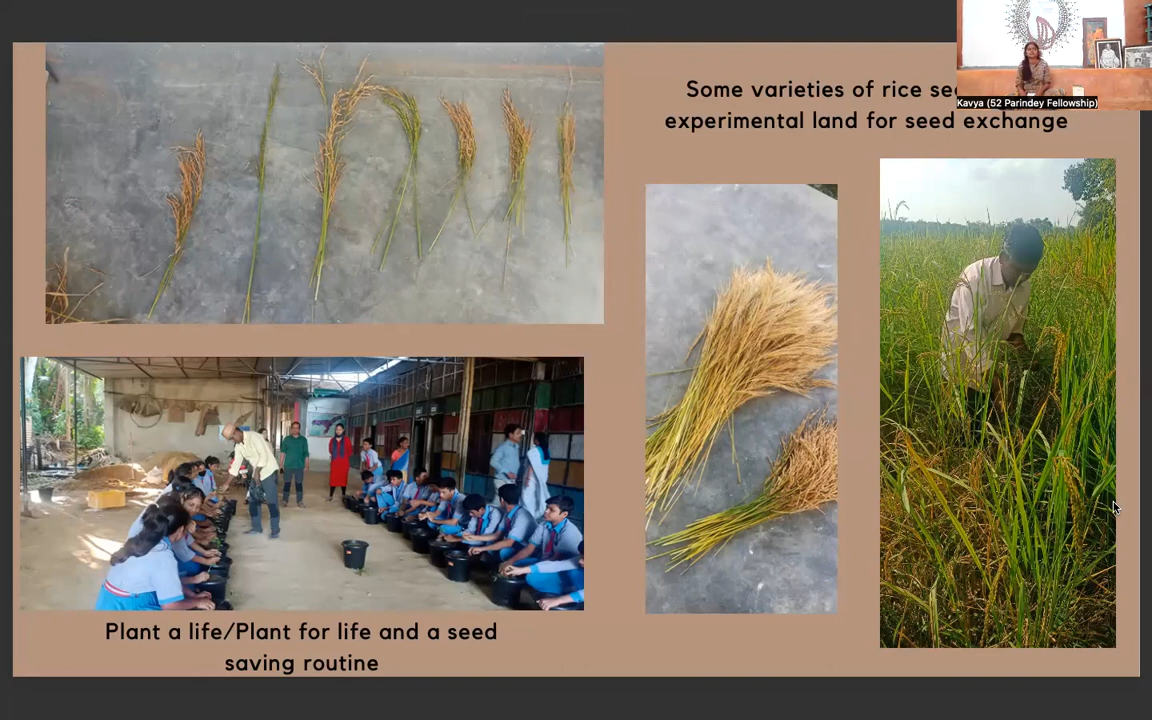 Some varieties of rice
experimental land for seed exchange
Kavya (52 Parindey Fellowship)
Plant a life/Plant for life and a seed
saving routine